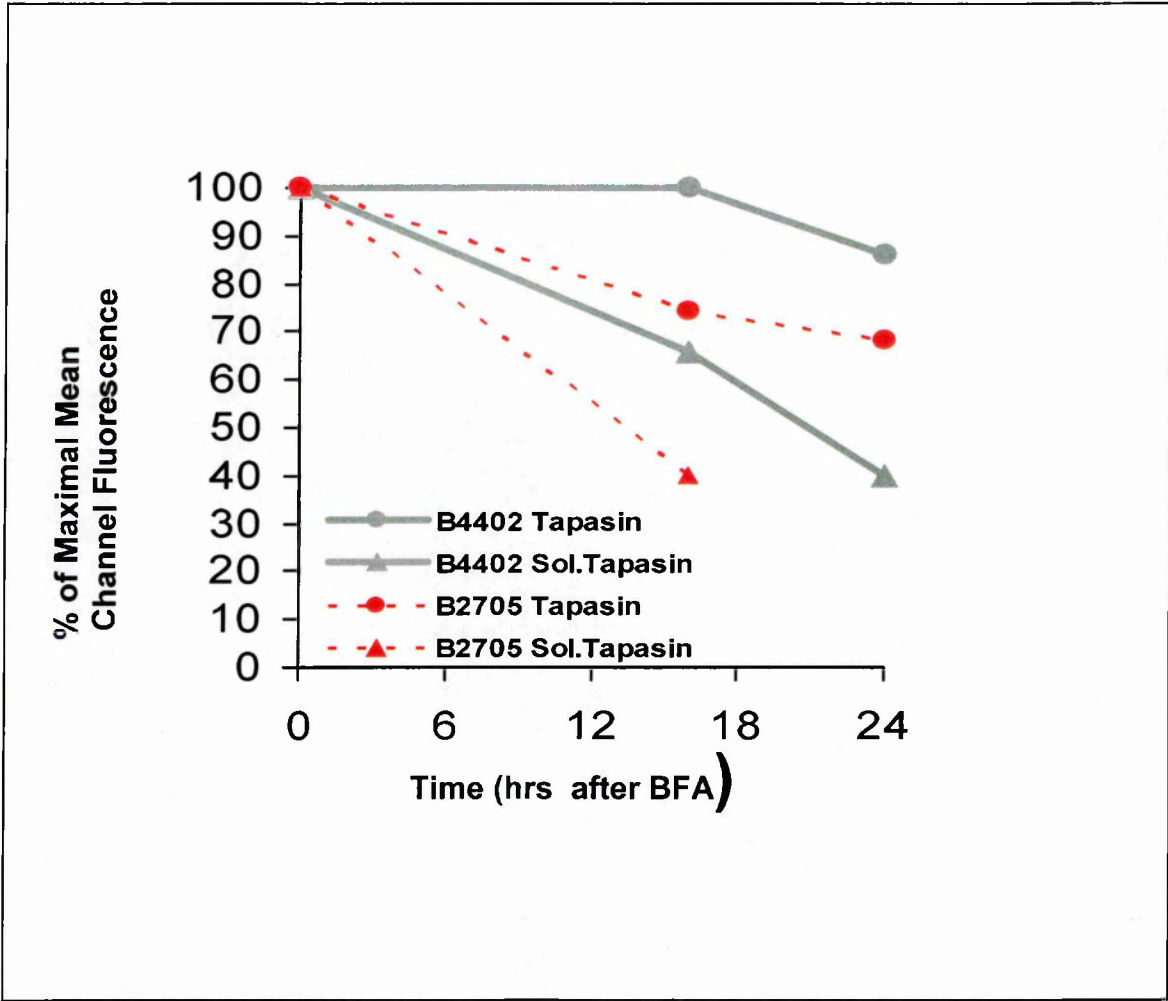 % of Maximal Mean
Channel Fluorescence
100
90
80
70
60
50
40
30
20
10
0
B4402 Tapasin
B4402 Sol.Tapasin
B2705 Tapasin
B2705 Sol.Tapasin
0 6 12 18 24
Time (hrs after BFA)